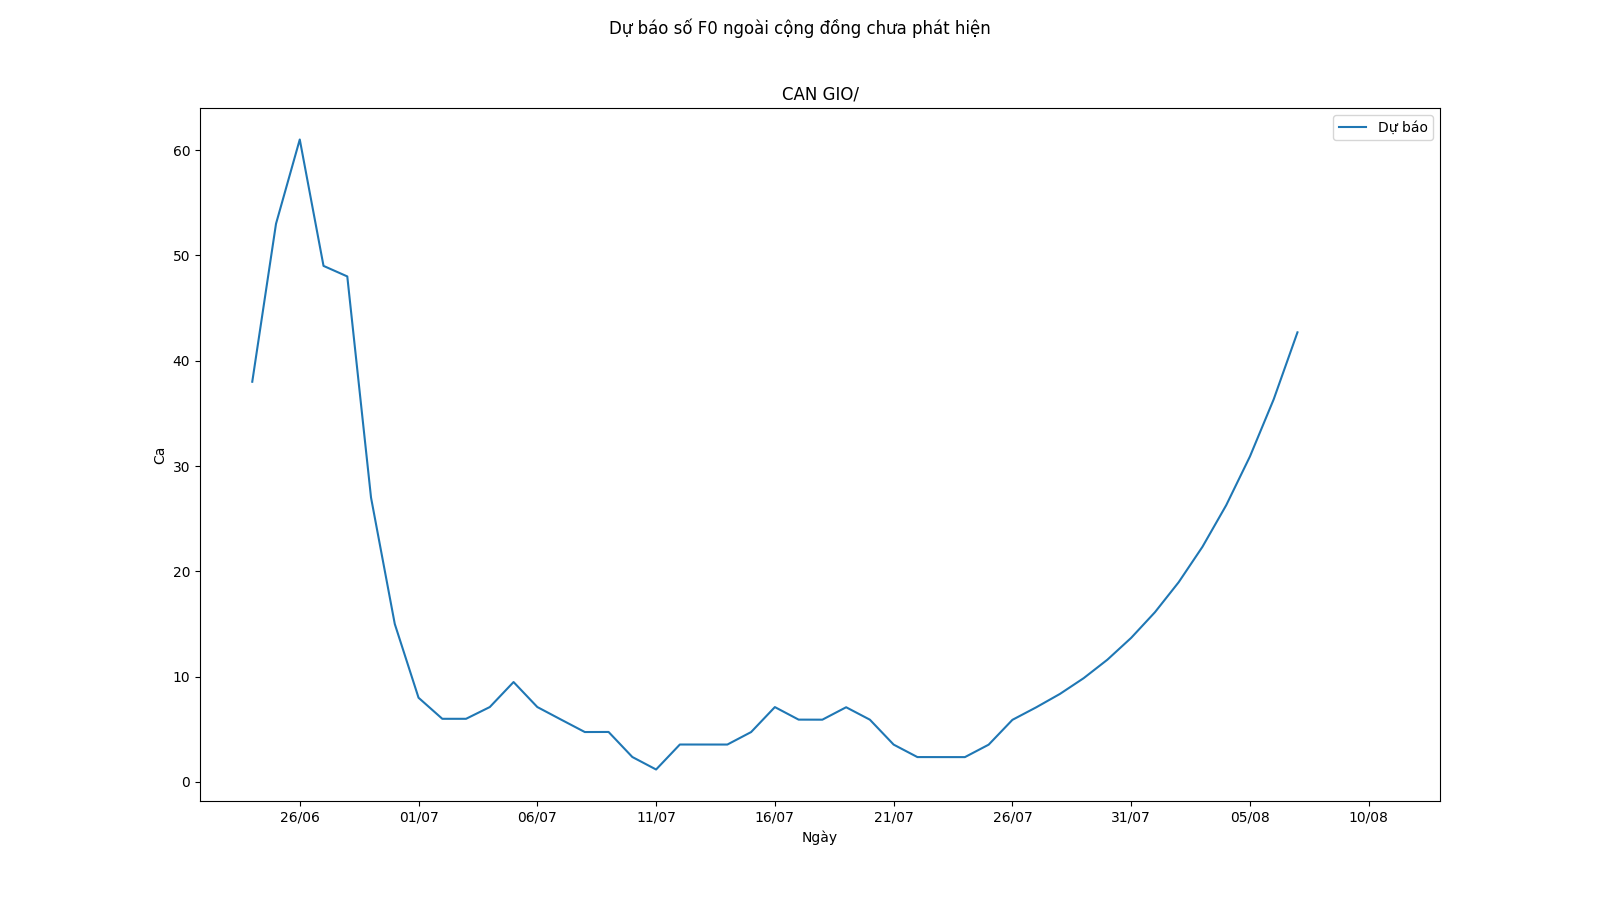 Dự báo số F0 ngoài cộng đồng chưa phát hiện
CAN GIO/
Dự báo
60
50
40
30
20
10
0
Ca
26/06 01/07 06/07 11/07 16/07 21/07 26/07 31/07 05/08 10/08
Ngày